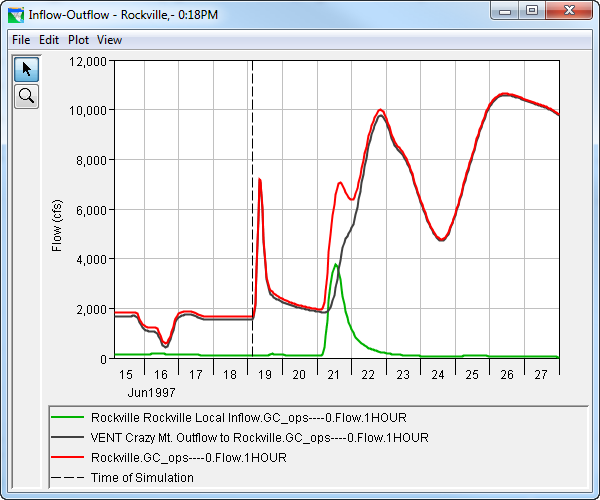 Inflow-Outflow - Rockville,- 0:18PM
File Edit Plot View
12,000
10,000
8,000
6,000
4,000
2,000
0
Flow (cfs)
15 16 17 18 19 20 21 22 23 24 25 26 27
Jun1997
Rockville Rockville Local Inflow.GC_ops----0.Flow.1HOUR
VENT Crazy Mt. Outflow to Rockville.GC_ops----0.Flow.1HOUR
Rockville.GC_ops----0.Flow.1HOUR
Time of Simulation